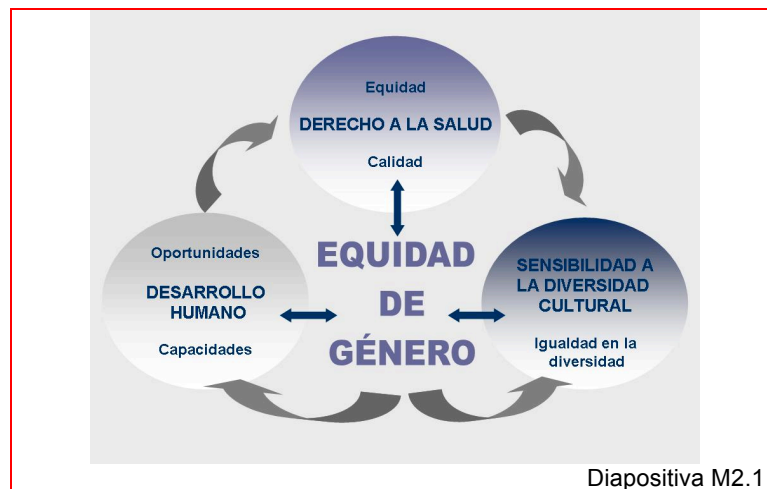 Equidad
DERECHO A LA SALUD
Calidad
Oportunidades
DESARROLLO
HUMANO
Capacidades
EQUIDAD
DE
GÉNERO
SENSIBILIDAD A
LA DIVERSIDAD
CULTURAL
Igualdad en la
diversidad
Diapositiva M2.1